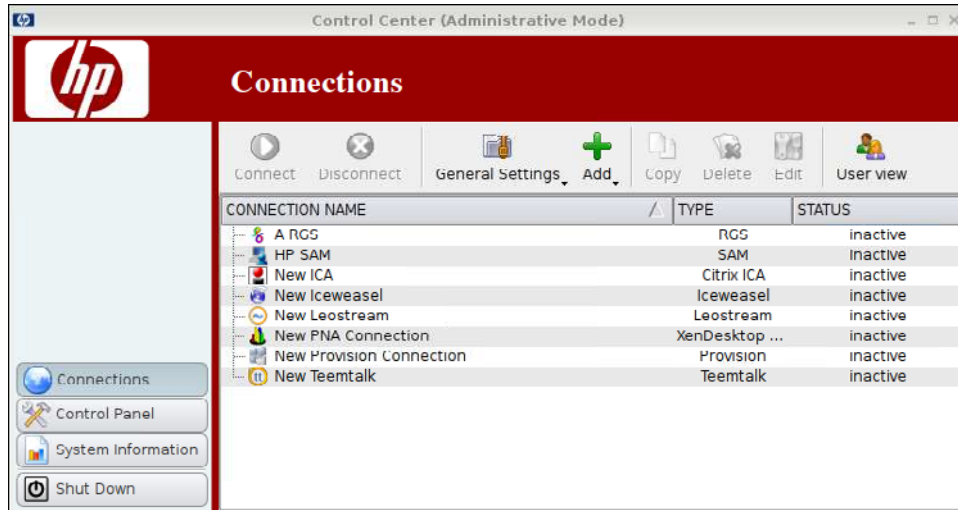 Control Center (Administrative Mode)
hp
Connections
Connect Disconnect General Settings Add Copy Delete Edit User view
CONNECTION NAME TYPE STATUS
A RGS RGS inactive
HP SAM SAM inactive
New ICA Citrix ICA inactive
New Iceweasel Iceweasel inactive
New Leostream Leostream inactive
New PNA Connection XenDesktop ... inactive
New Provision Connection Provision inactive
New Teemtalk Teemtalk inactive
Connections
Control Panel
System Information
Shut Down